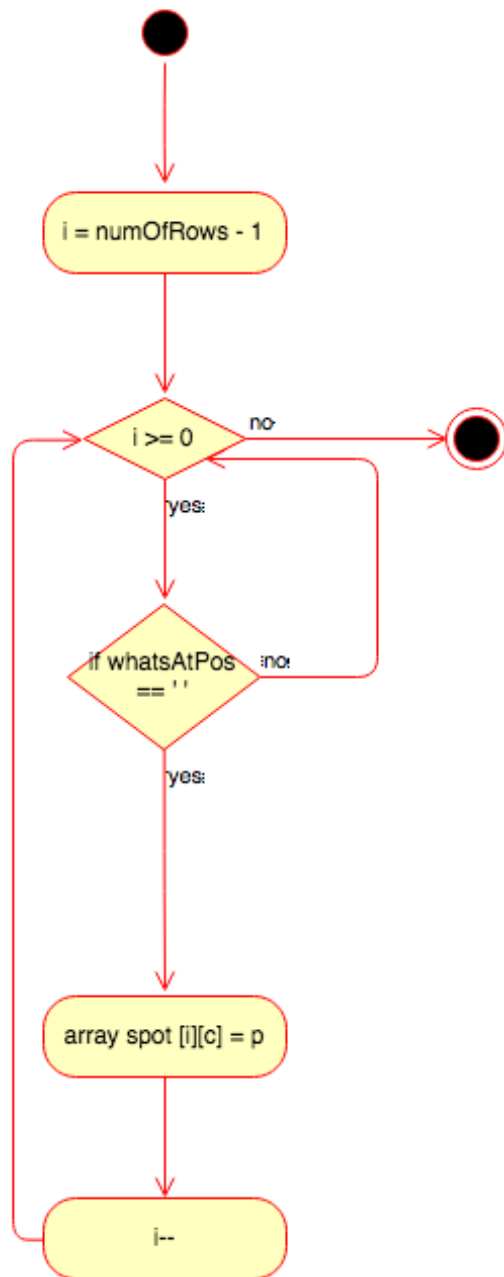 i = numOfRows - 1
i >= 0
no
yes
if whatsAtPos
== ' '
no
yes
array spot [i][c] = p
i--